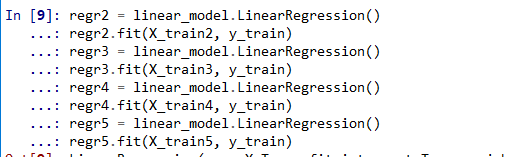 In [9]: regr2 = linear_model.LinearRegression()
...: regr2.fit(X_train2, y_train)
...: regr3 = linear_model.LinearRegression()
...: regr3.fit(X_train3, y_train)
...: regr4 = linear_model.LinearRegression()
...: regr4.fit(X_train4, y_train)
...: regr5 = linear_model.LinearRegression()
...: regr5.fit(X_train5, y_train)